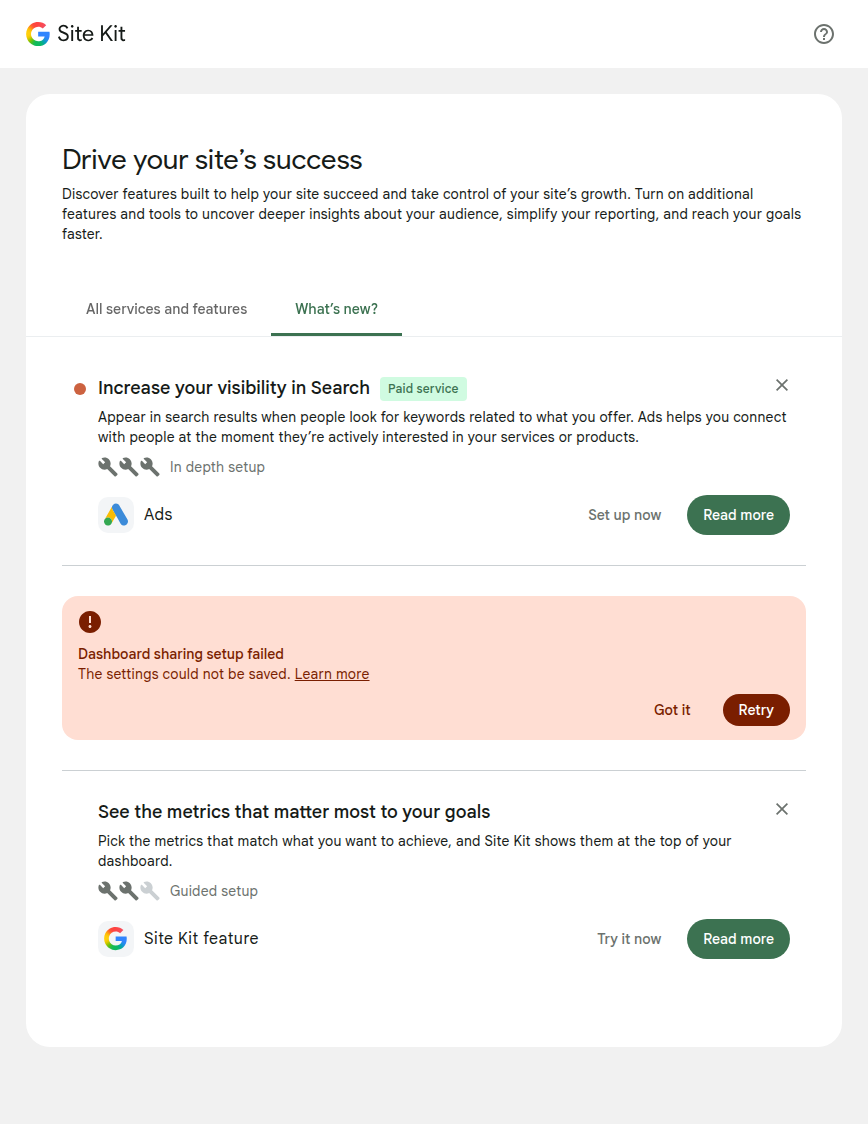 Site Kit
Drive your site’s success
Discover features built to help your site succeed and take control of your site’s growth. Turn on additional
features and tools to uncover deeper insights about your audience, simplify your reporting, and reach your goals
faster.
All services and features
What’s new?
Increase your visibility in Search
Paid service
Appear in search results when people look for keywords related to what you offer. Ads helps you connect
with people at the moment they’re actively interested in your services or products.
In depth setup
Ads
Set up now
Read more
Dashboard sharing setup failed
The settings could not be saved. Learn more
Got it
Retry
See the metrics that matter most to your goals
Pick the metrics that match what you want to achieve, and Site Kit shows them at the top of your
dashboard.
Guided setup
Site Kit feature
Try it now
Read more